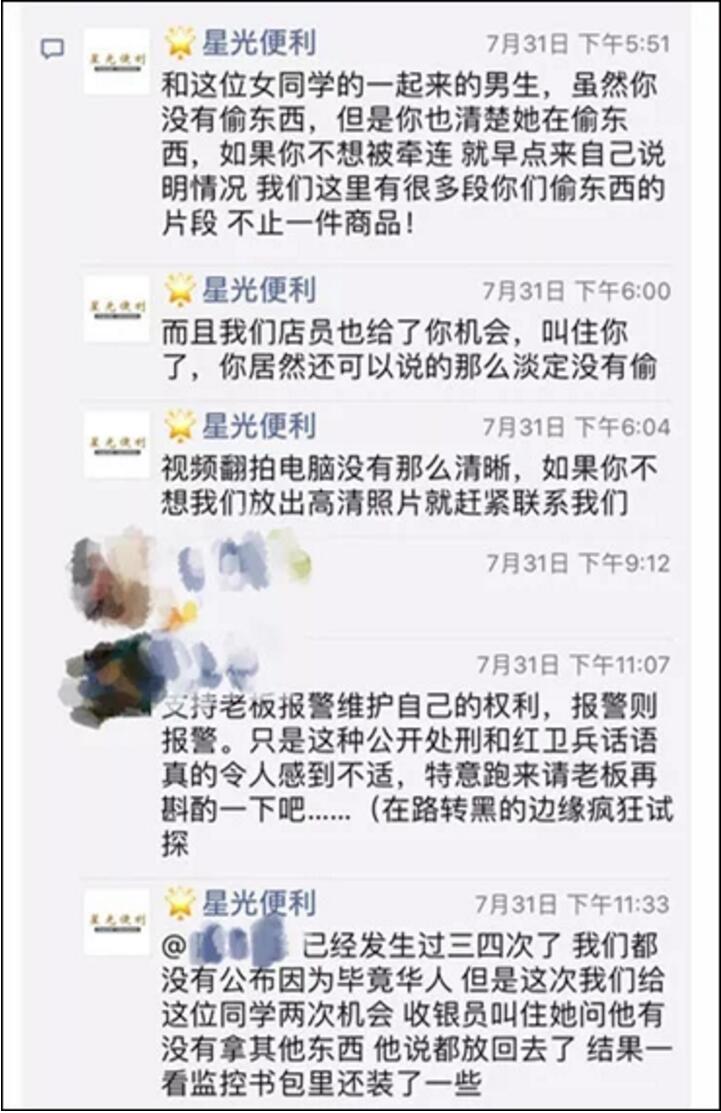 星光便利
7月31日 下午5:51
星光便利
和这位女同学的一起来的男生，虽然你
没有偷东西，但是你也清楚她在偷东
西，如果你不想被牵连 就早点来自己说
明情况 我们这里有很多段你们偷东西的
片段 不止一件商品！
星光便利
7月31日 下午6:00
星光便利
而且我们店员也给了你机会，叫住你
了，你居然还可以说的那么淡定没有偷
星光便利
7月31日 下午6:04
星光便利
视频翻拍电脑没有那么清晰，如果你不
想我们放出高清照片就赶紧联系我们
7月31日 下午9:12
7月31日 下午11:07
支持老板报警维护自己的权利，报警则
报警。只是这种公开处刑和红卫兵话语
真的令人感到不适，特意跑来请老板再
斟酌一下吧......（在路转黑的边缘疯狂试
探
星光便利
7月31日 下午11:33
星光便利
@ 已经发生过三四次了 我们都
没有公布因为毕竟华人 但是这次我们给
这位同学两次机会 收银员叫住她问他有
没有拿其他东西 他说都放回去了 结果一
看监控书包里还装了一些